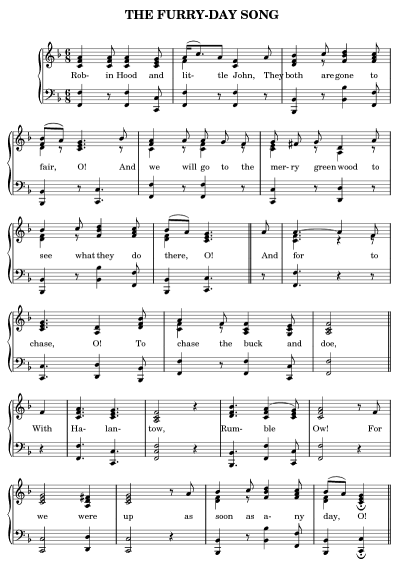 THE FURRY-DAY SONG
Rob- in Hood and lit- tle John, They both are gone to
fair, O! And we will go to the mer- ry green wood to
see what they do there, O! And for to
chase, O! To chase the buck and doe,
With Ha- lan- tow, Rum- ble Ow! For
we were up as soon as a- ny day, O!